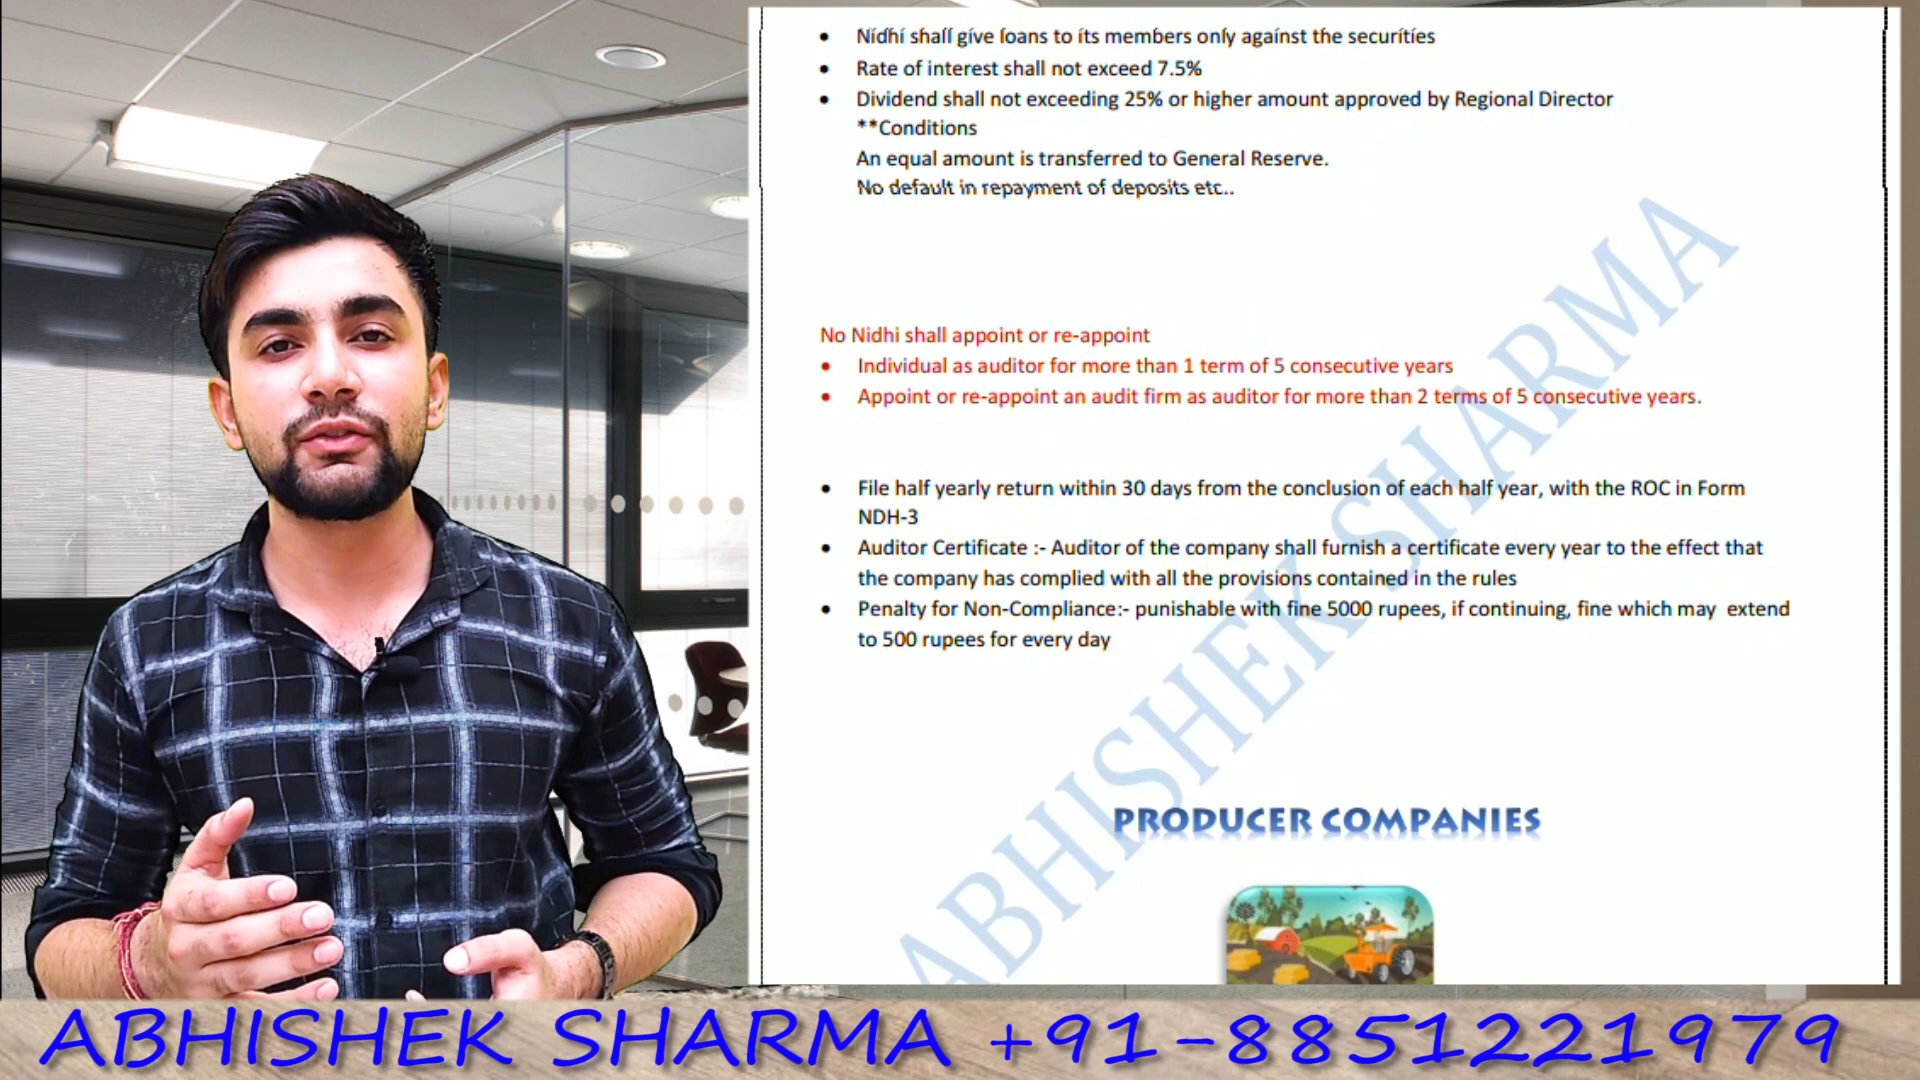 Nidhi shall give loans to its members only against the securities
Rate of interest shall not exceed 7.5%
Dividend shall not exceeding 25% or higher amount approved by Regional Director
**Conditions
An equal amount is transferred to General Reserve.
No default in repayment of deposits etc..
No Nidhi shall appoint or re-appoint
Individual as auditor for more than 1 term of 5 consecutive years
Appoint or re-appoint an audit firm as auditor for more than 2 terms of 5 consecutive years.
File half yearly return within 30 days from the conclusion of each half year, with the ROC in Form
NDH-3
Auditor Certificate :- Auditor of the company shall furnish a certificate every year to the effect that
the company has complied with all the provisions contained in the rules
Penalty for Non-Compliance:- punishable with fine 5000 rupees, if continuing, fine which may extend
to 500 rupees for every day
ABHISHEK SHARMA
PRODUCER COMPANIES
ABHISHEK SHARMA +91-8851221979